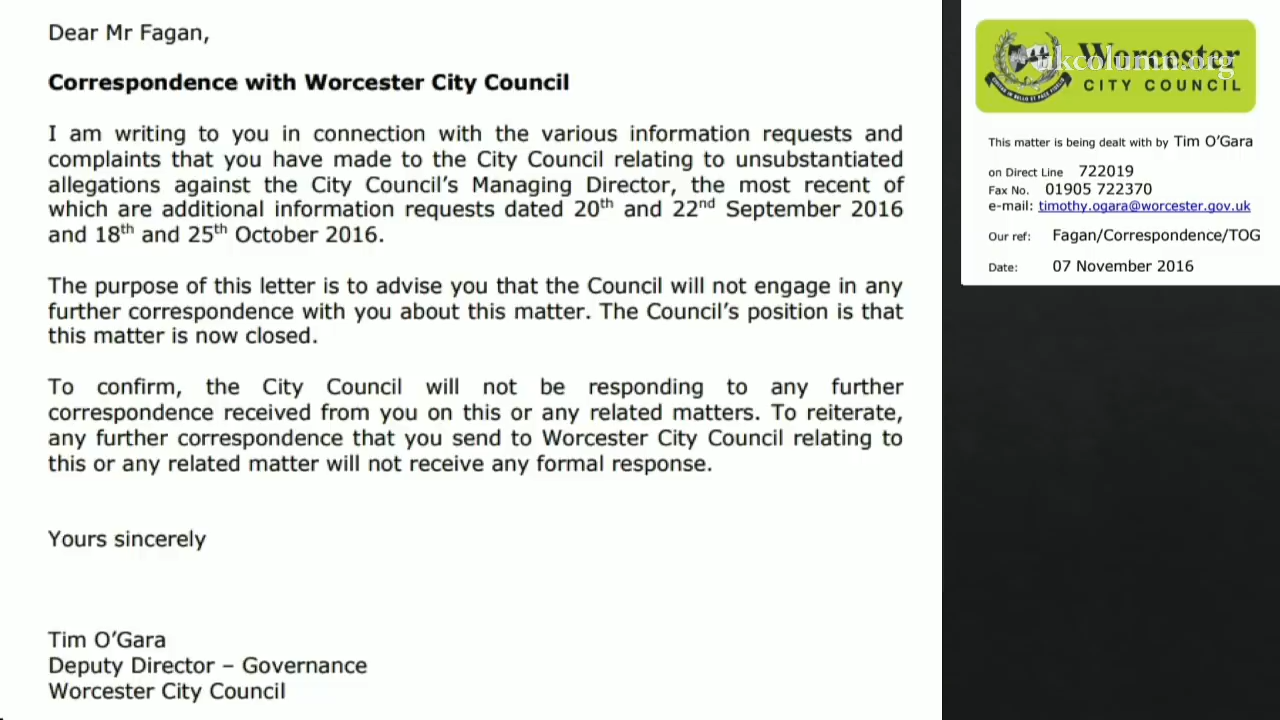 Dear Mr Fagan,
Correspondence with Worcester City Council
I am writing to you in connection with the various information requests and
complaints that you have made to the City Council relating to unsubstantiated
allegations against the City Council's Managing Director, the most recent of
which are additional information requests dated 20th and 22nd September 2016
and 18th and 25th October 2016.
The purpose of this letter is to advise you that the Council will not engage in any
further correspondence with you about this matter. The Council's position is that
this matter is now closed.
To confirm, the City Council will not be responding to any further
correspondence received from you on this or any related matters. To reiterate,
any further correspondence that you send to Worcester City Council relating to
this or any related matter will not receive any formal response.
Yours sincerely
Tim O'Gara
Deputy Director – Governance
Worcester City Council
Worcester
ukcolumn.org
CITY COUNCIL
This matter is being dealt with by Tim O'Gara
on Direct Line 722019
Fax No. 01905 722370
e-mail: timothy.ogara@worcester.gov.uk
Our ref: Fagan/Correspondence/TOG
Date: 07 November 2016